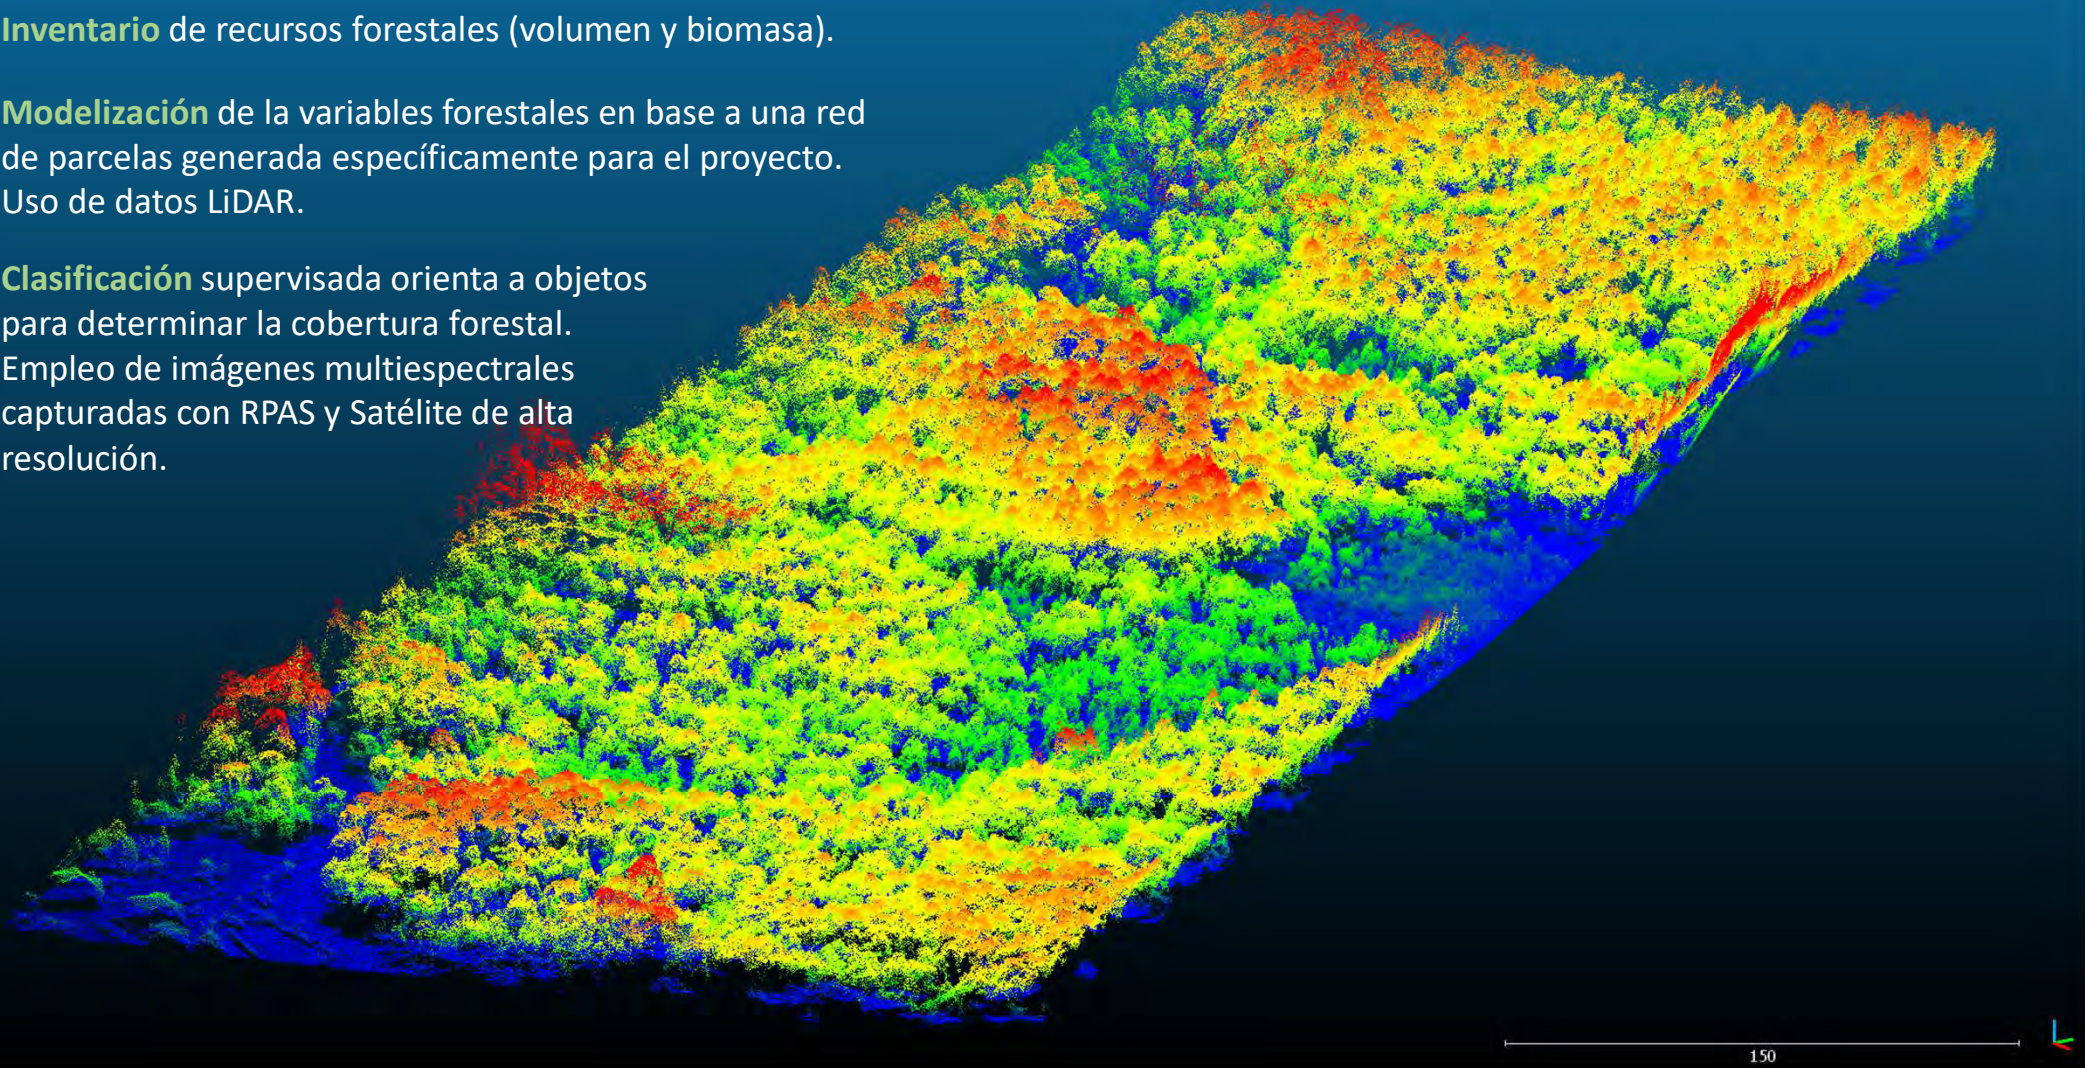 Inventario de recursos forestales (volumen y biomasa).
Modelización de la variables forestales en base a una red
de parcelas generada específicamente para el proyecto.
Uso de datos LiDAR.
Clasificación supervisada orienta a objetos
para determinar la cobertura forestal.
Empleo de imágenes multiespectrales
capturadas con RPAS y Satélite de alta
resolución.
150